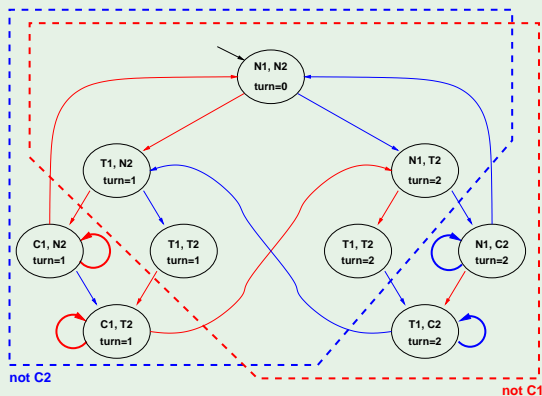 N1, N2
turn=0
T1, N2
turn=1
N1, T2
turn=2
C1, N2
turn=1
T1, T2
turn=1
T1, T2
turn=2
N1, C2
turn=2
C1, T2
turn=1
T1, C2
turn=2
not C2
not C1